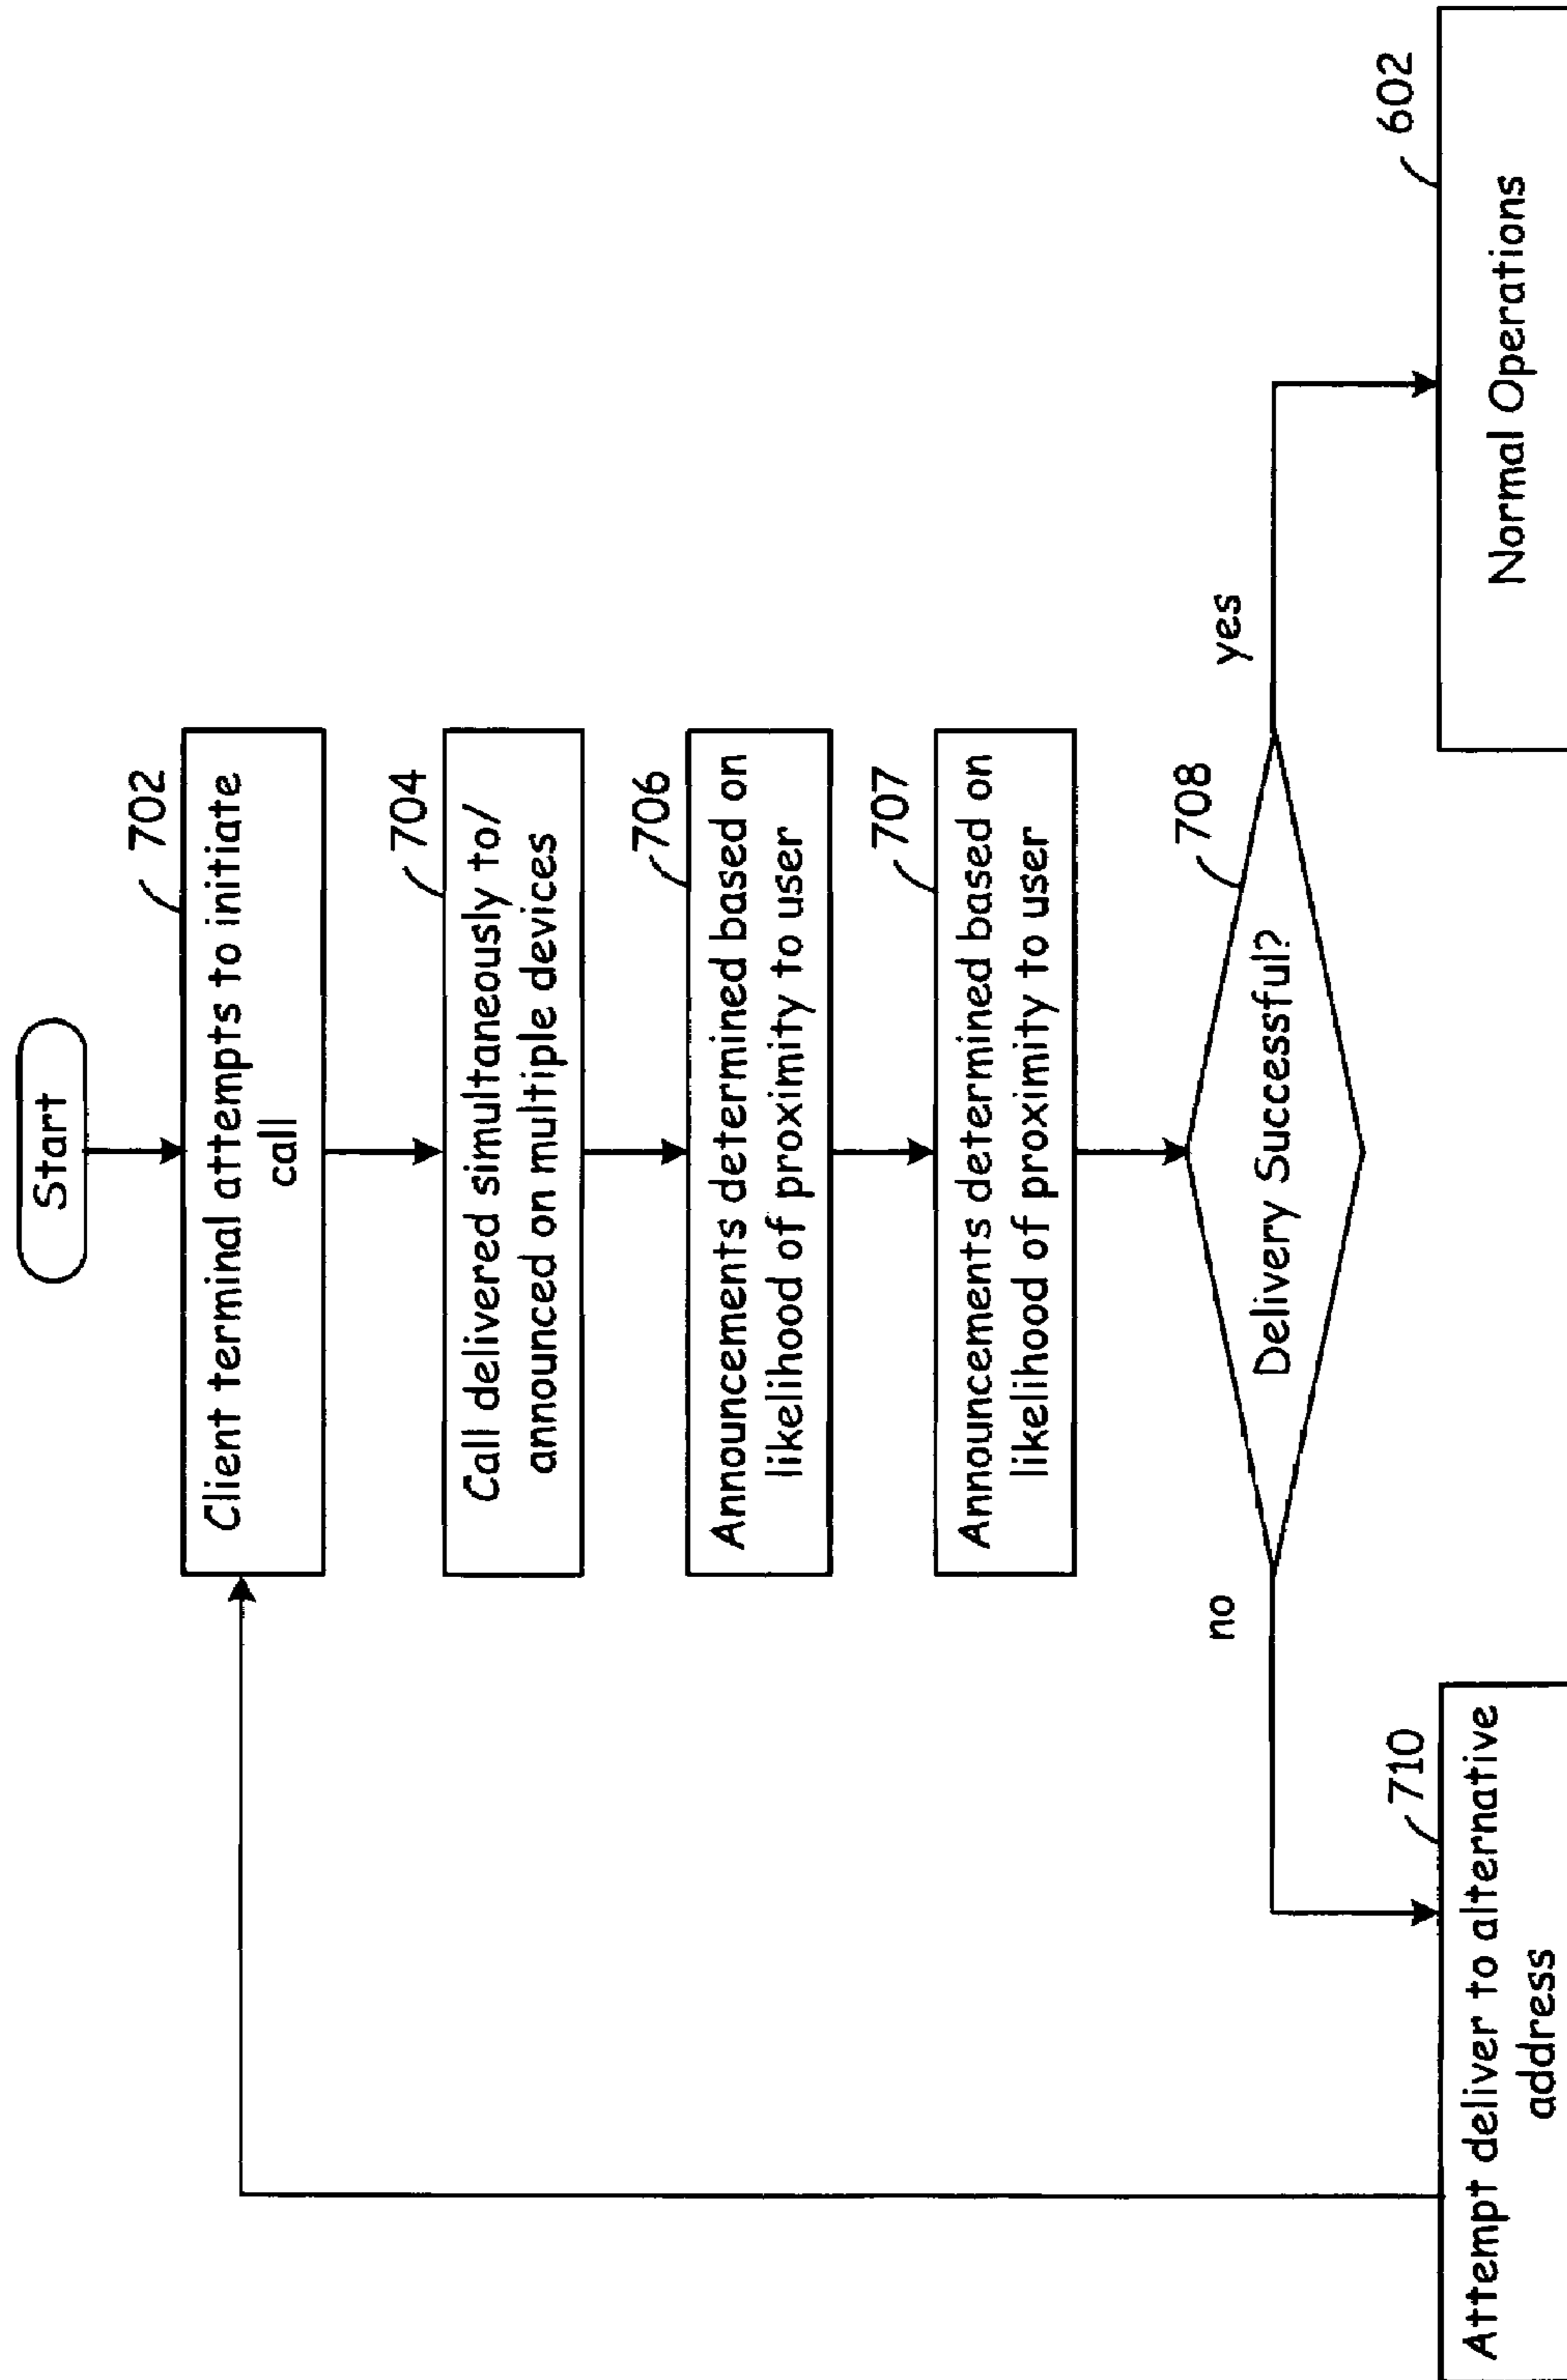 Start
702
Client terminal attempts to initiate
call
704
Call delivered simultaneously to/
announced on multiple devices
706
Announcements determined based on
likelihood of proximity to user
707
Announcements determined based on
likelihood of proximity to user
708
Delivery Successful?
no
yes
710
Attempt deliver to alternative
address
602
Normal Operations